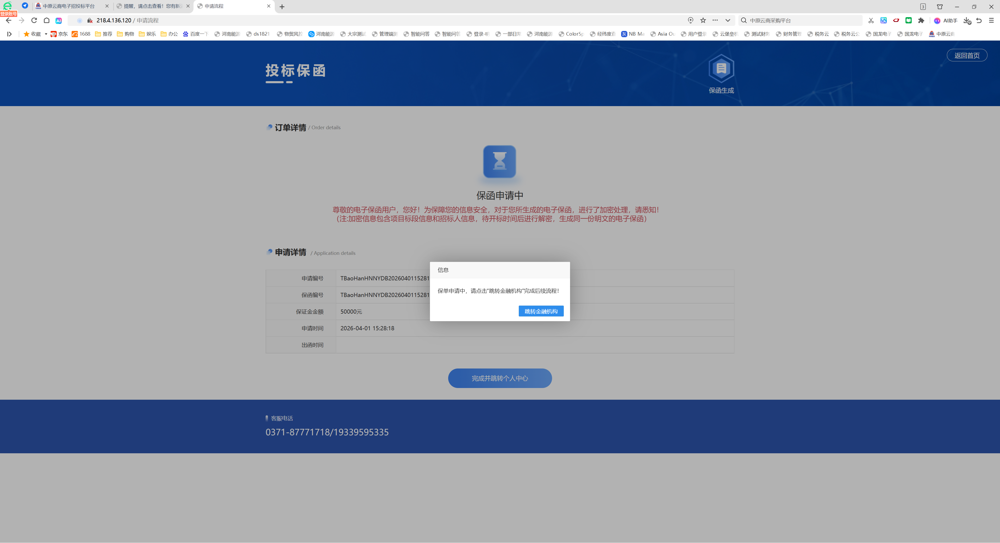 中原云商电子招投标平台
提醒，请点击查看！您有新
申请流程
3
登录账号
AI
218.4.136.120 / 申请流程
中原云商采购平台
AI助手
收藏
京东
1688
推荐
购物
娱乐
办公
百度一下
河南能源
ds1821
物贸风控
河南能源
大宗测试
管理端测
智能问答
智能问答
登录-明
一部日常
河南能源
ColorSp
经纬度查
灰 NB Ma
Asia Ou
用户登录
云堡垒机
测试财务
财务管理
税务云
税务云公
国龙电子
国龙电子
中原云商
返回首页
投标保函
保函生成
订单详情 / Order details
保函申请中
尊敬的电子保函用户，您好！为保障您的信息安全，对于您所生成的电子保函，进行了加密处理，请悉知！
（注:加密信息包含项目标段信息和招标人信息，待开标时间后进行解密，生成同一份明文的电子保函）
申请详情 / Application details
信息
保单申请中，请点击“跳转金融机构”完成后续流程！
跳转金融机构
申请编号 TBaoHanHNNYDB2026040115281
保函编号 TBaoHanHNNYDB2026040115281
保证金金额 50000元
申请时间 2026-04-01 15:28:18
出函时间
完成并跳转个人中心
客服电话
0371-87771718/19339595335